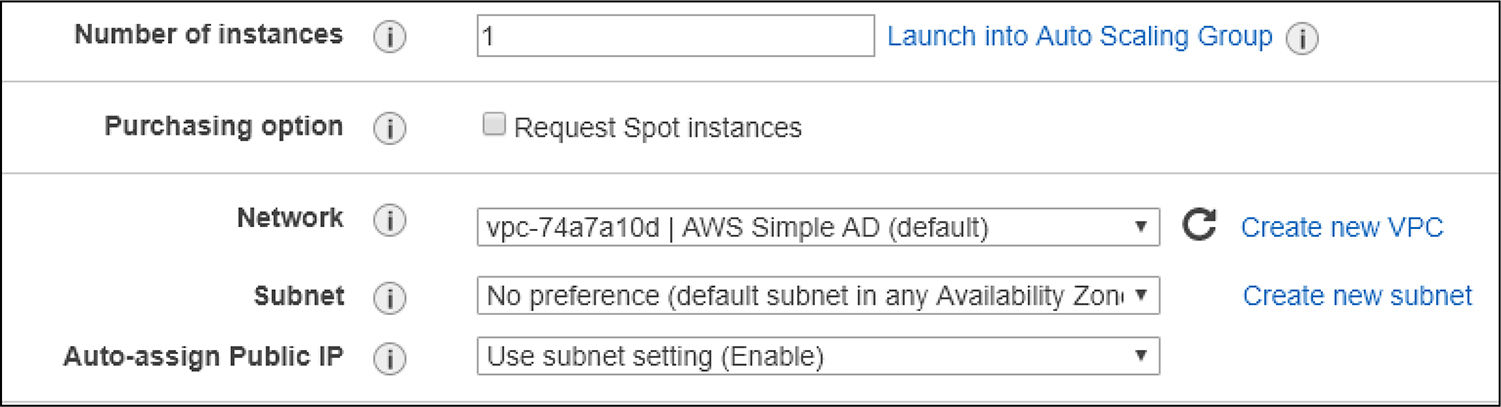 Number of instances i 1 Launch into Auto Scaling Group i
Purchasing option i Request Spot instances
Network i vpc-74a7a10d | AWS Simple AD (default) Create new VPC
Subnet i No preference (default subnet in any Availability Zon Create new subnet
Auto-assign Public IP i Use subnet setting (Enable)